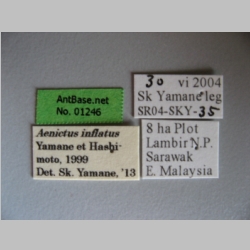 AntBase.net
No. 01246
Aenictus inflatus
Yamane et Hashi-
moto, 1999
Det. Sk. Yamane, '13
30 vi 2004
Sk Yamane leg
SR04-SKY-35
8 ha Plot
Lambir N.P.
Sarawak
E. Malaysia